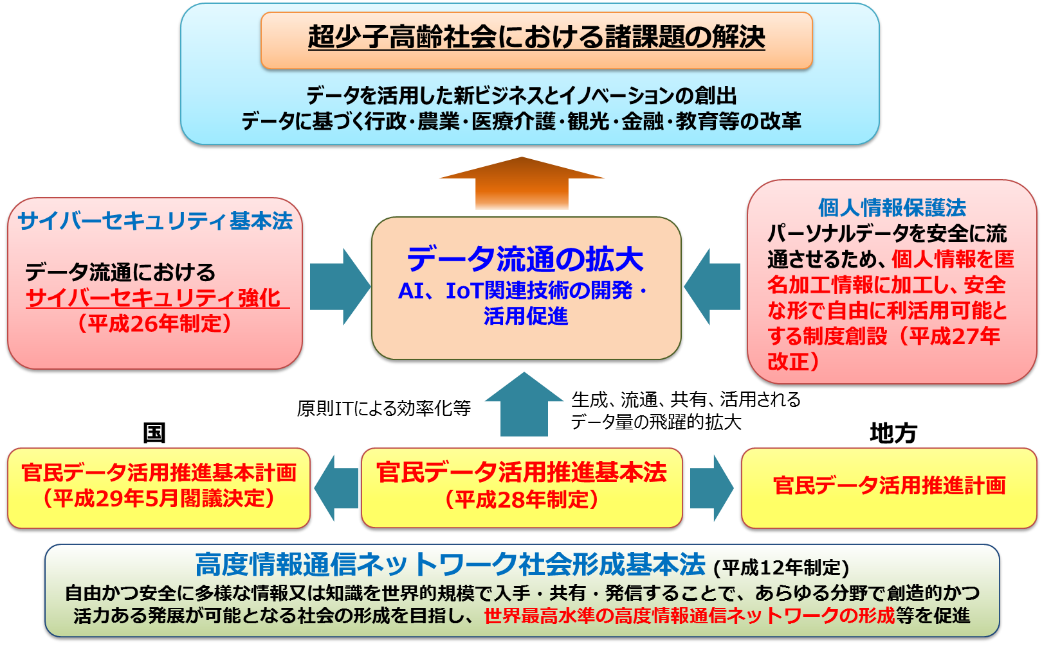 超少子高齢社会における諸課題の解決
データを活用した新ビジネスとイノベーションの創出
データに基づく行政・農業・医療介護・観光・金融・教育等の改革
サイバーセキュリティ基本法
データ流通における
サイバーセキュリティ強化
（平成26年制定）
データ流通の拡大
AI、IoT関連技術の開発・
活用促進
個人情報保護法
パーソナルデータを安全に流
通させるため、個人情報を匿
名加工情報に加工し、安全
な形で自由に利活用可能と
する制度創設（平成27年
改正）
原則ITによる効率化等
生成、流通、共有、活用される
データ量の飛躍的拡大
国
官民データ活用推進基本計画
（平成29年5月閣議決定）
官民データ活用推進基本法
（平成28年制定）
地方
官民データ活用推進計画
高度情報通信ネットワーク社会形成基本法 (平成12年制定)
自由かつ安全に多様な情報又は知識を世界的規模で入手・共有・発信することで、あらゆる分野で創造的かつ
活力ある発展が可能となる社会の形成を目指し、世界最高水準の高度情報通信ネットワークの形成等を促進